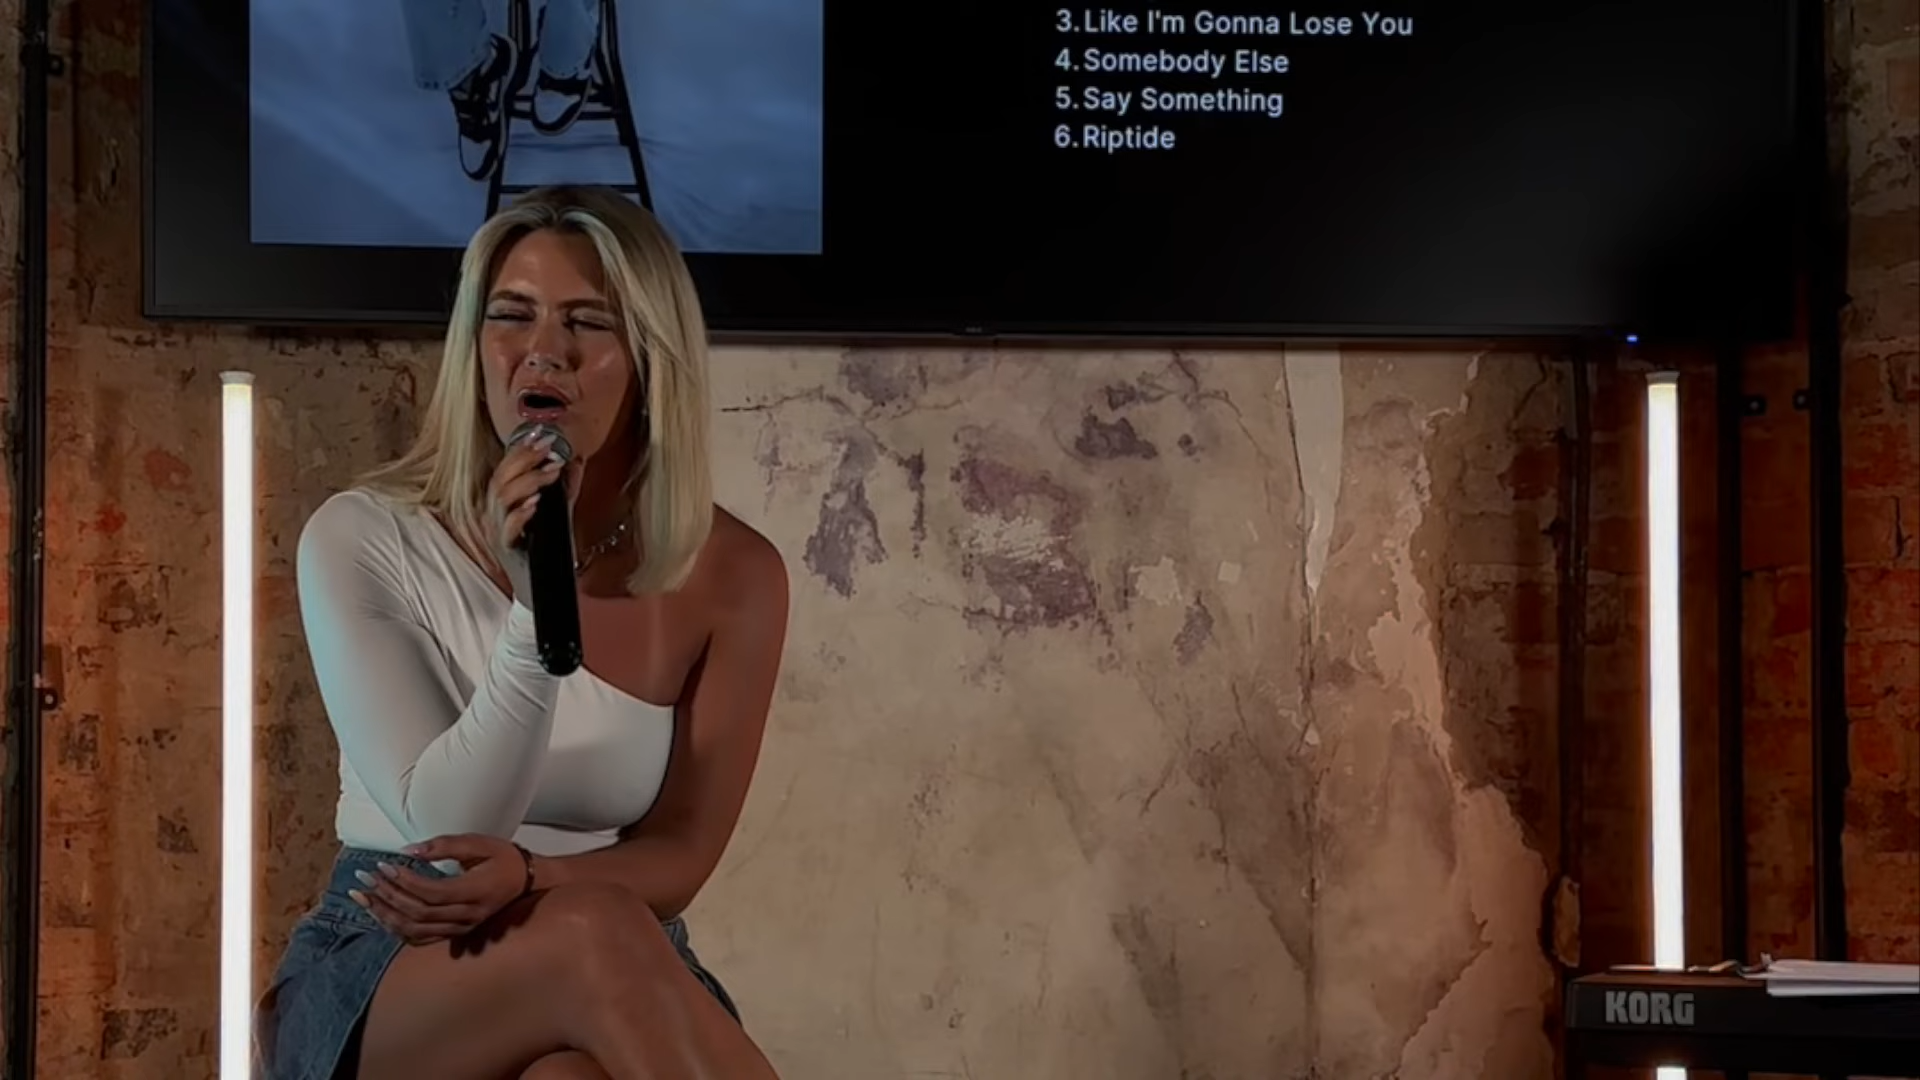 3. Like I'm Gonna Lose You
4. Somebody Else
5. Say Something
6. Riptide
KORG